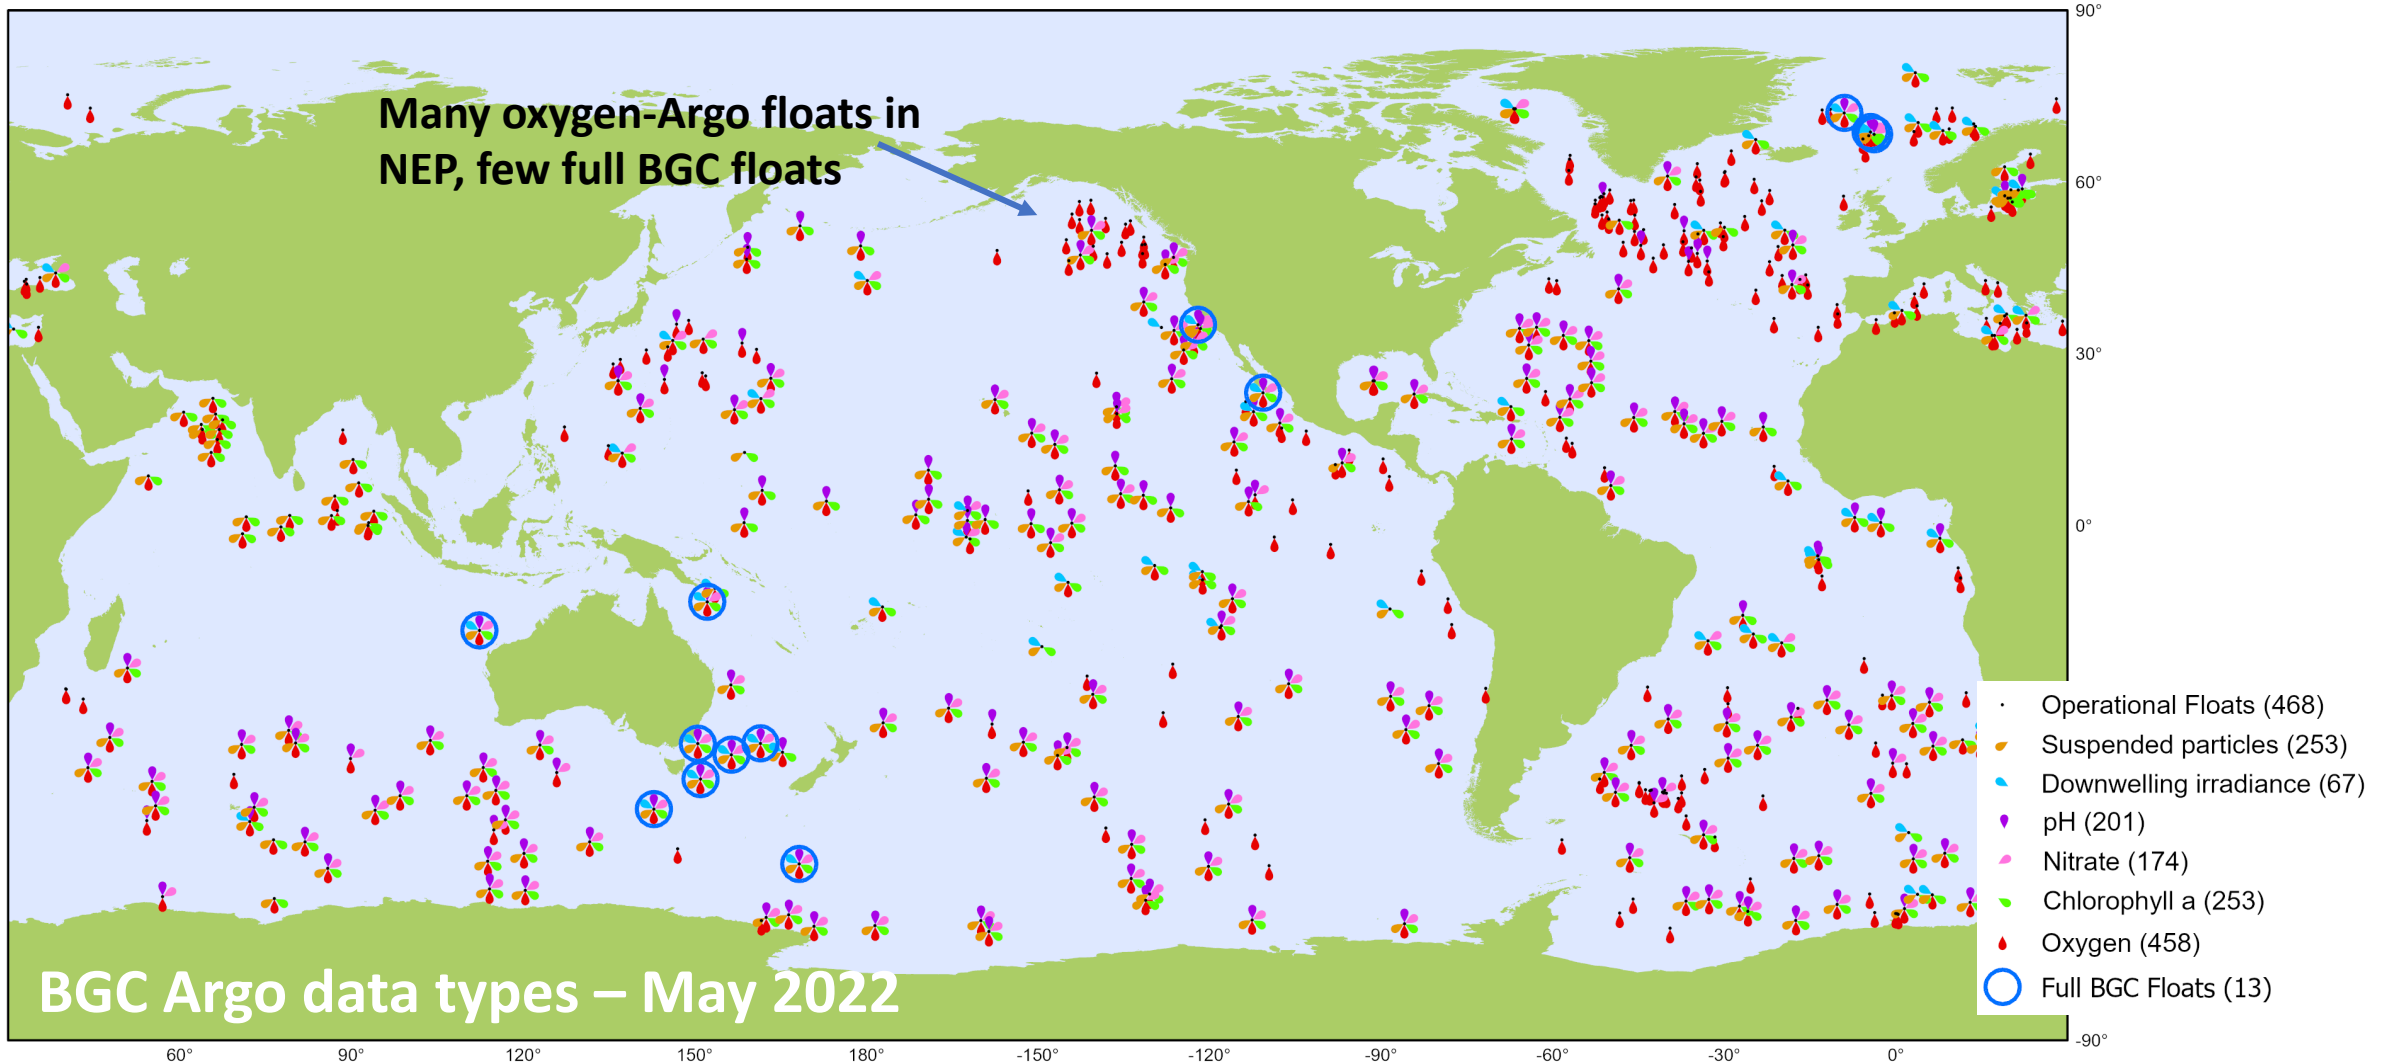 90°
Many oxygen-Argo floats in
NEP, few full BGC floats
60°
30°
0°
Operational Floats (468)
Suspended particles (253)
Downwelling irradiance (67)
pH (201)
Nitrate (174)
Chlorophyll a (253)
Oxygen (458)
Full BGC Floats (13)
BGC Argo data types – May 2022
-90°
60° 90° 120° 150° 180° -150° -120° -90° -60° -30° 0°